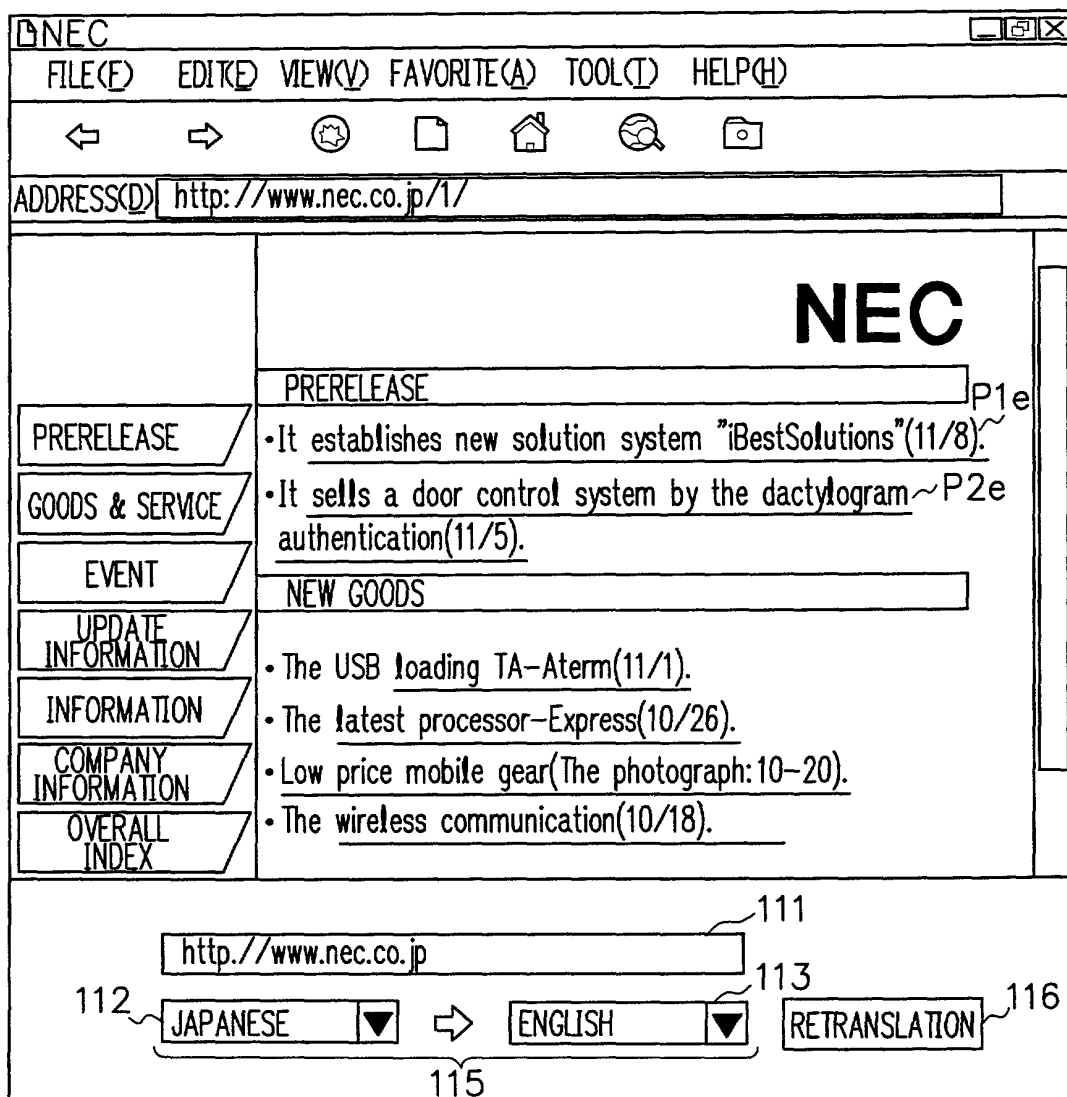 NEC
FILE(F) EDIT(E) VIEW(V) FAVORITE(A) TOOL(T) HELP(H)
ADDRESS(D) http://www.nec.co.jp/1/
NEC
PRERELEASE
P1e
•It establishes new solution system "iBestSolutions"(11/8).
•It sells a door control system by the dactylogram
P2e
authentication(11/5).
NEW GOODS
•The USB loading TA-Aterm(11/1).
•The latest processor-Express(10/26).
•Low price mobile gear(The photograph:10-20).
•The wireless communication(10/18).
PRERELEASE
GOODS & SERVICE
EVENT
UPDATE
INFORMATION
INFORMATION
COMPANY
INFORMATION
OVERALL
INDEX
111
http.//www.nec.co.jp
112
JAPANESE
113
ENGLISH
RETRANSLATION
116
115